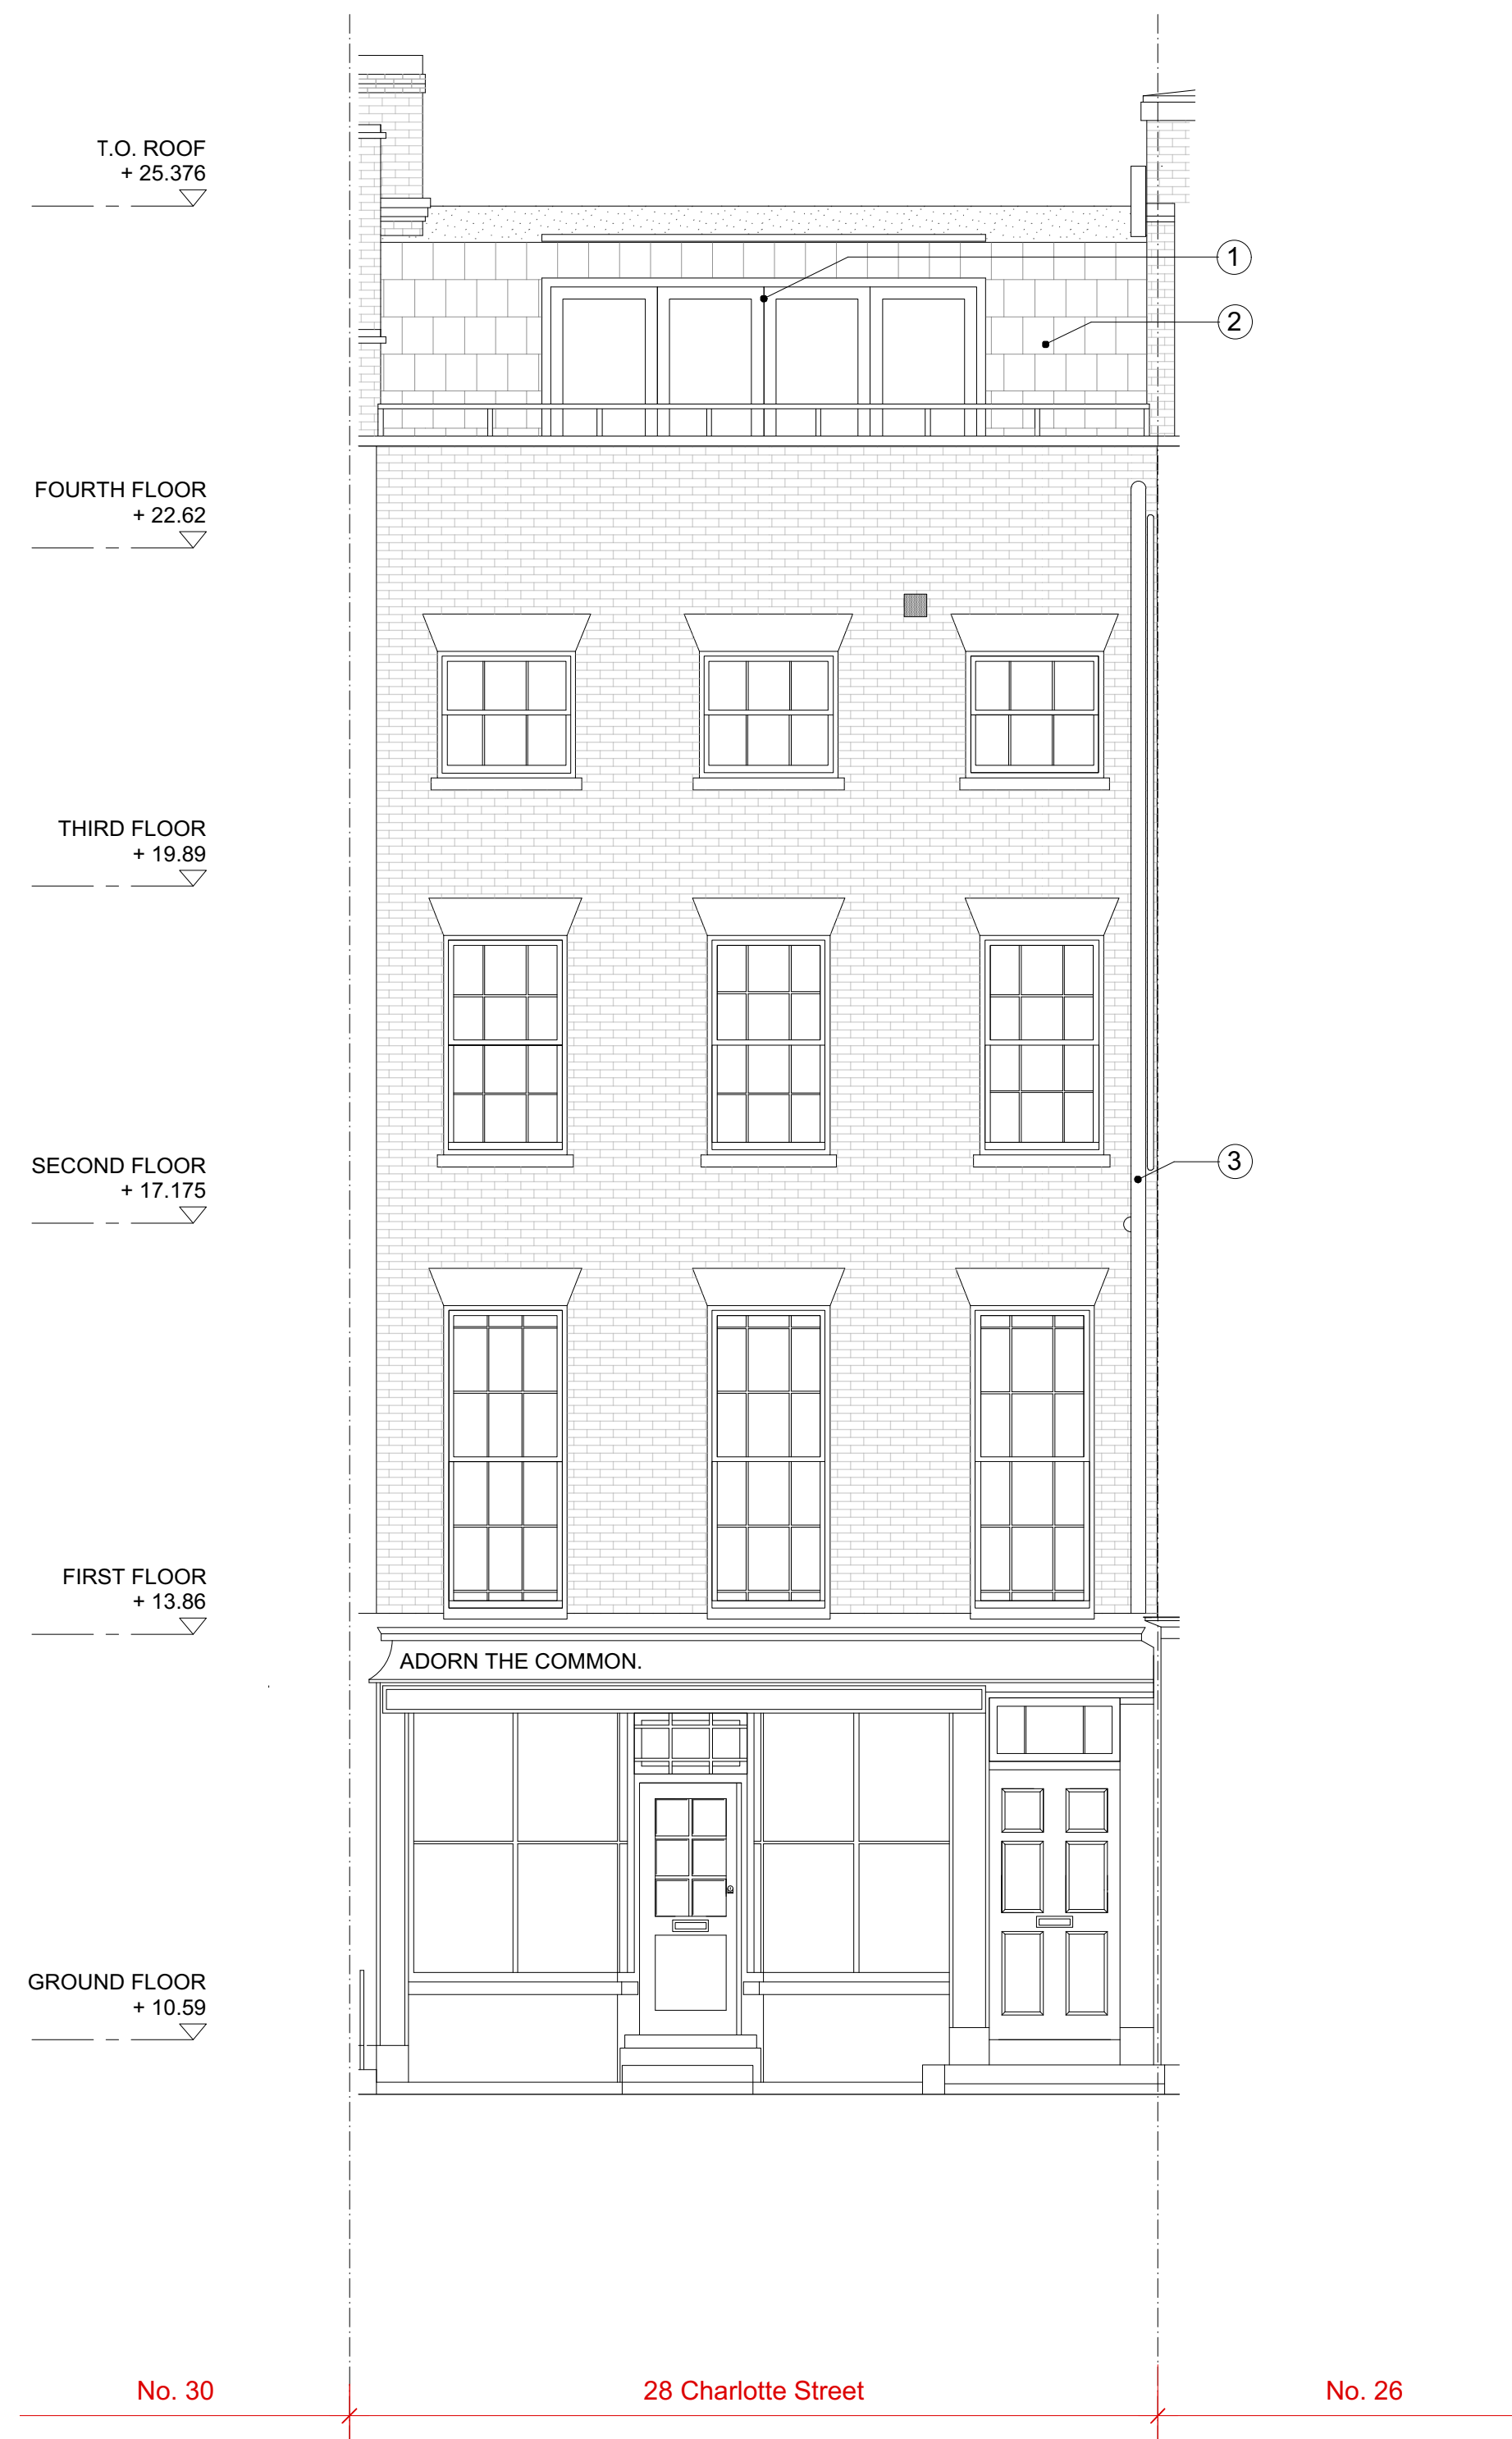 T.O. ROOF
+ 25.376
1
2
FOURTH FLOOR
+ 22.62
THIRD FLOOR
+ 19.89
SECOND FLOOR
+ 17.175
3
FIRST FLOOR
+ 13.86
ADORN THE COMMON.
GROUND FLOOR
+ 10.59
No. 30
28 Charlotte Street
No. 26